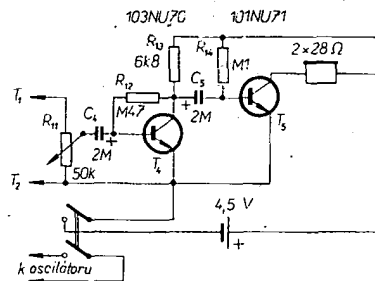 103NU70 101NU71
R13
6k8
R14
M1
2×28 Ω
R12
M47
C5
2M
T5
T1
R11
C4
2M
T4
T2
50k
4,5 V
k oscilátoru